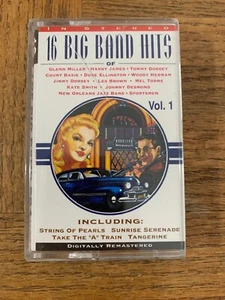 IN STEREO
16 BIG BAND HITS
OF
GLENN MILLER • HARRY JAMES • TOMMY DORSEY
COUNT BASIE • DUKE ELLINGTON • WOODY HERMAN
JIMMY DORSEY • LES BROWN • MEL TORME
KATE SMITH • JOHNNY DESMOND
NEW ORLEANS JAZZ BAND • SPORTSMEN
Vol. 1
INCLUDING:
STRING OF PEARLS SUNRISE SERENADE
TAKE THE "A" TRAIN TANGERINE
DIGITALLY REMASTERED